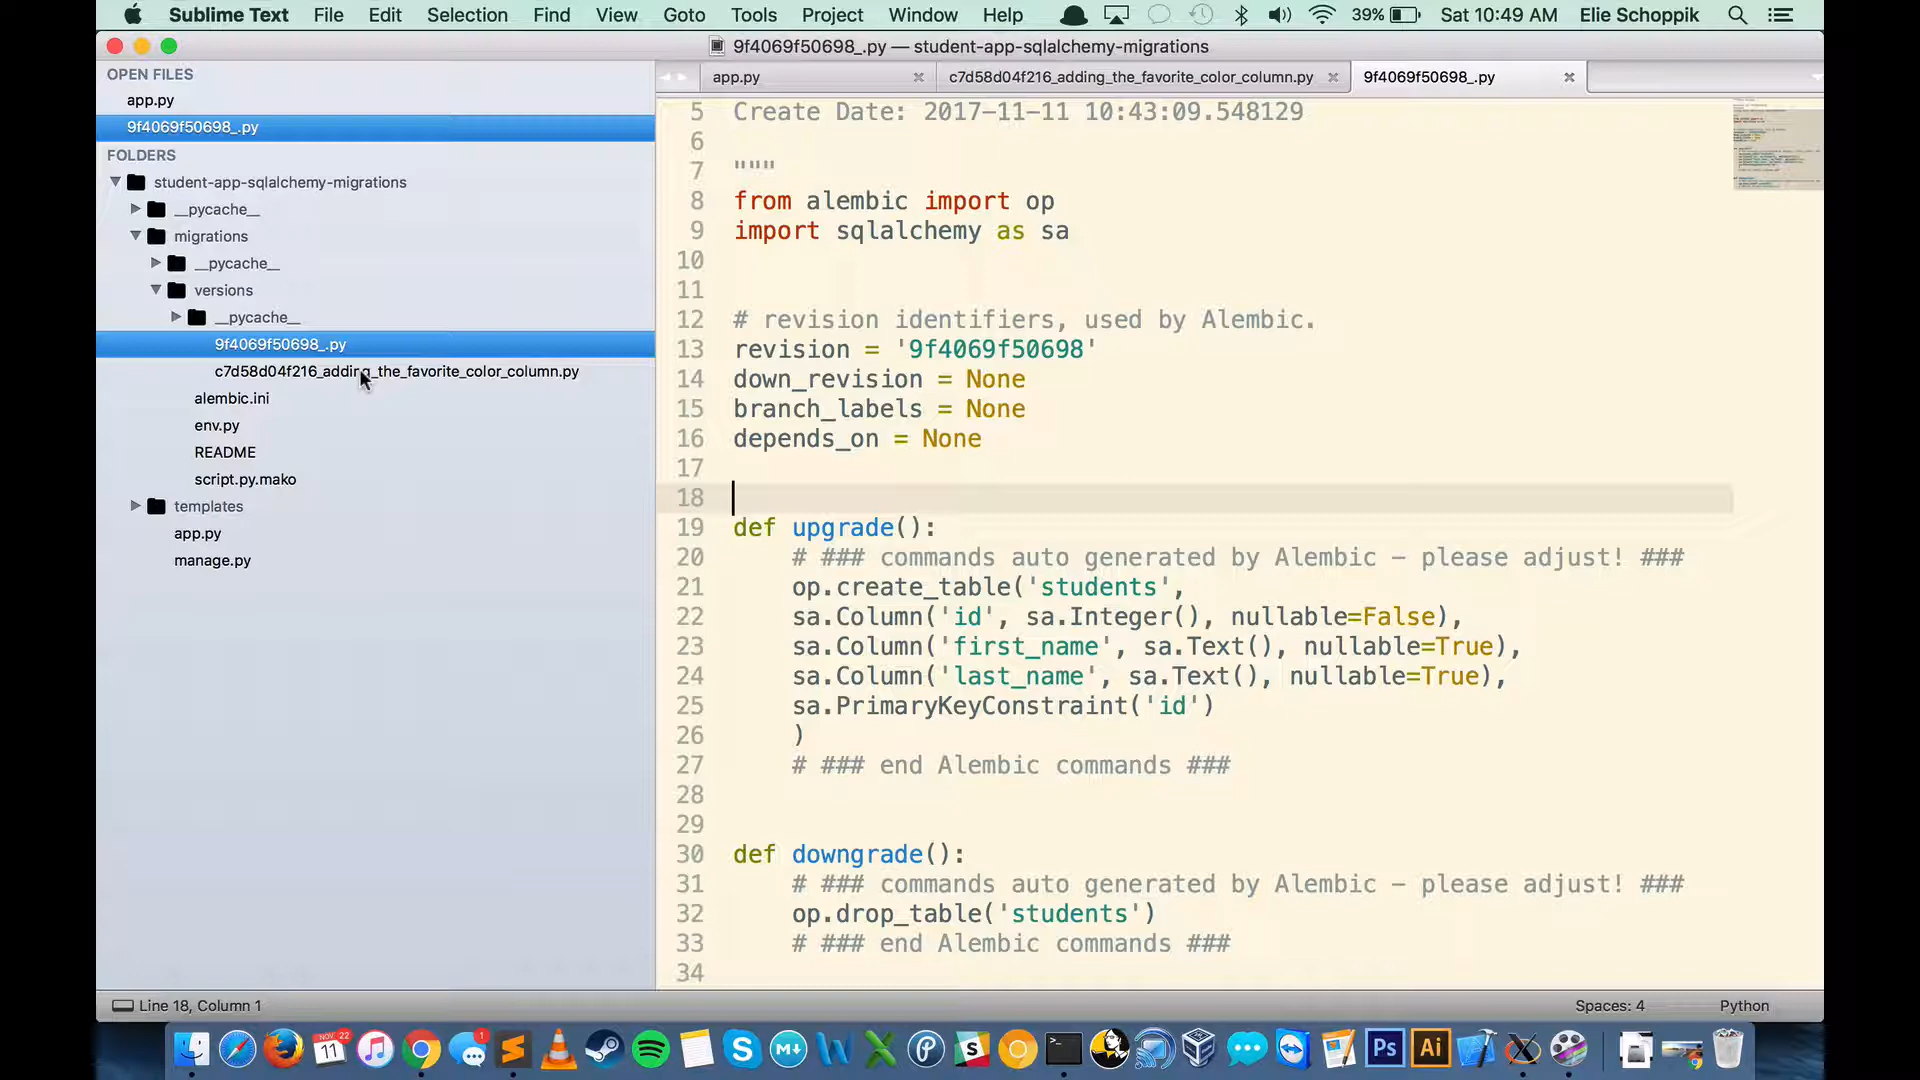 Sublime Text File Edit Selection Find View Goto Tools Project Window Help 39% Sat 10:49 AM Elie Schoppik
9f4069f50698_.py — student-app-sqlalchemy-migrations
OPEN FILES
app.py
9f4069f50698_.py
FOLDERS
student-app-sqlalchemy-migrations
__pycache__
migrations
__pycache__
versions
__pycache__
9f4069f50698_.py
c7d58d04f216_adding_the_favorite_color_column.py
alembic.ini
env.py
README
script.py.mako
templates
app.py
manage.py
app.py c7d58d04f216_adding_the_favorite_color_column.py 9f4069f50698_.py
5 Create Date: 2017-11-11 10:43:09.548129
6
7 """
8 from alembic import op
9 import sqlalchemy as sa
10
11
12 # revision identifiers, used by Alembic.
13 revision = '9f4069f50698'
14 down_revision = None
15 branch_labels = None
16 depends_on = None
17
18
19 def upgrade():
20     # ### commands auto generated by Alembic - please adjust! ###
21     op.create_table('students',
22     sa.Column('id', sa.Integer(), nullable=False),
23     sa.Column('first_name', sa.Text(), nullable=True),
24     sa.Column('last_name', sa.Text(), nullable=True),
25     sa.PrimaryKeyConstraint('id')
26     )
27     # ### end Alembic commands ###
28
29
30 def downgrade():
31     # ### commands auto generated by Alembic - please adjust! ###
32     op.drop_table('students')
33     # ### end Alembic commands ###
34
Line 18, Column 1 Spaces: 4 Python
NOV 22 11 1 M↓ Ps Ai